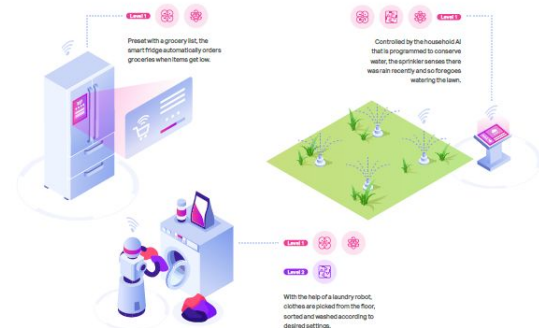 Level 1
Preset with a grocery list, the
smart fridge automatically orders
groceries when items get low.
Level 1
Controlled by the household AI
that is programmed to conserve
water, the sprinkler senses there
was rain recently and so foregoes
watering the lawn.
Level 1
Level 2
With the help of a laundry robot,
clothes are picked from the floor,
sorted and washed according to
desired settings.